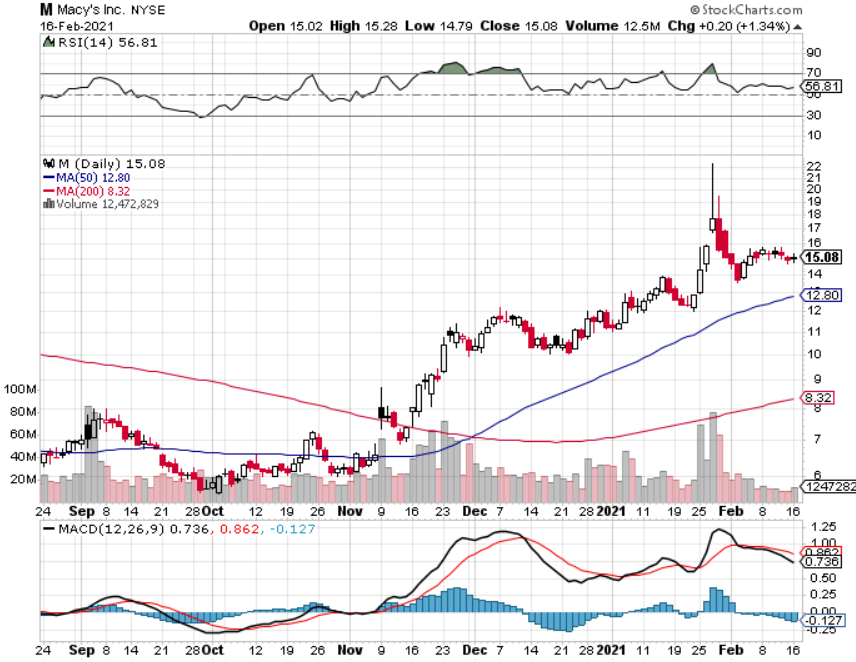 M Macy's Inc. NYSE © StockCharts.com
16-Feb-2021 Open 15.02 High 15.28 Low 14.79 Close 15.08 Volume 12.5M Chg +0.20 (+1.34%)
RSI(14) 56.81
90
70
56.81
50
30
10
M (Daily) 15.08
MA(50) 12.80
MA(200) 8.32
Volume 12,472,829
22
21
20
19
18
17
16
15.08
14
12.80
12
11
10
9
8.32
8
7
6
1247282
100M
80M
60M
40M
20M
24 Sep 8 14 21 28 Oct 12 19 26 Nov 9 16 23 Dec 7 14 21 28 2021 11 19 25 Feb 8 16
MACD(12,26,9) 0.736, 0.862, -0.127
1.25
1.00
0.862
0.736
0.50
0.25
0.00
-0.127
-0.25
24 Sep 8 14 21 28 Oct 12 19 26 Nov 9 16 23 Dec 7 14 21 28 2021 11 19 25 Feb 8 16